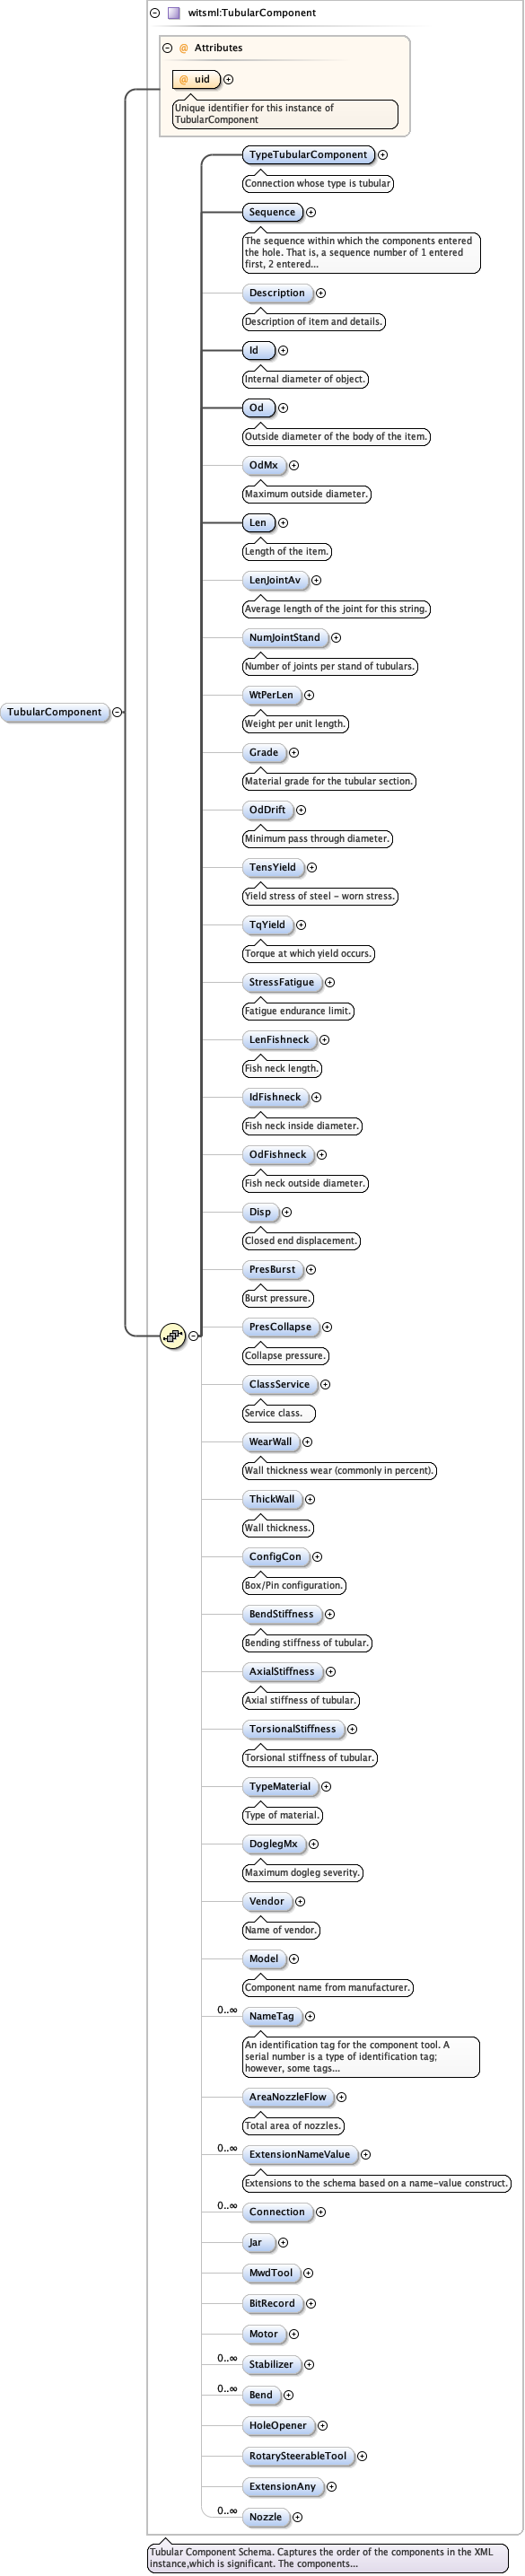 witsml:TubularComponent
@ Attributes
@ uid
Unique identifier for this instance of
TubularComponent
TypeTubularComponent
Connection whose type is tubular
Sequence
The sequence within which the components entered
the hole. That is, a sequence number of 1 entered
first, 2 entered...
Description
Description of item and details.
Id
Internal diameter of object.
Od
Outside diameter of the body of the item.
OdMx
Maximum outside diameter.
Len
Length of the item.
LenJointAv
Average length of the joint for this string.
NumJointStand
Number of joints per stand of tubulars.
WtPerLen
TubularComponent
Weight per unit length.
Grade
Material grade for the tubular section.
OdDrift
Minimum pass through diameter.
TensYield
Yield stress of steel - worn stress.
TqYield
Torque at which yield occurs.
StressFatigue
Fatigue endurance limit.
LenFishneck
Fish neck length.
IdFishneck
Fish neck inside diameter.
OdFishneck
Fish neck outside diameter.
Disp
Closed end displacement.
PresBurst
Burst pressure.
PresCollapse
Collapse pressure.
ClassService
Service class.
WearWall
Wall thickness wear (commonly in percent).
ThickWall
Wall thickness.
ConfigCon
Box/Pin configuration.
BendStiffness
Bending stiffness of tubular.
AxialStiffness
Axial stiffness of tubular.
TorsionalStiffness
Torsional stiffness of tubular.
TypeMaterial
Type of material.
DoglegMx
Maximum dogleg severity.
Vendor
Name of vendor.
Model
Component name from manufacturer.
0..∞ NameTag
An identification tag for the component tool. A
serial number is a type of identification tag;
however, some tags...
AreaNozzleFlow
Total area of nozzles.
0..∞ ExtensionNameValue
Extensions to the schema based on a name-value construct.
0..∞ Connection
Jar
MwdTool
BitRecord
Motor
0..∞ Stabilizer
0..∞ Bend
HoleOpener
RotarySteerableTool
ExtensionAny
0..∞ Nozzle
Tubular Component Schema. Captures the order of the components in the XML
instance,which is significant. The components...